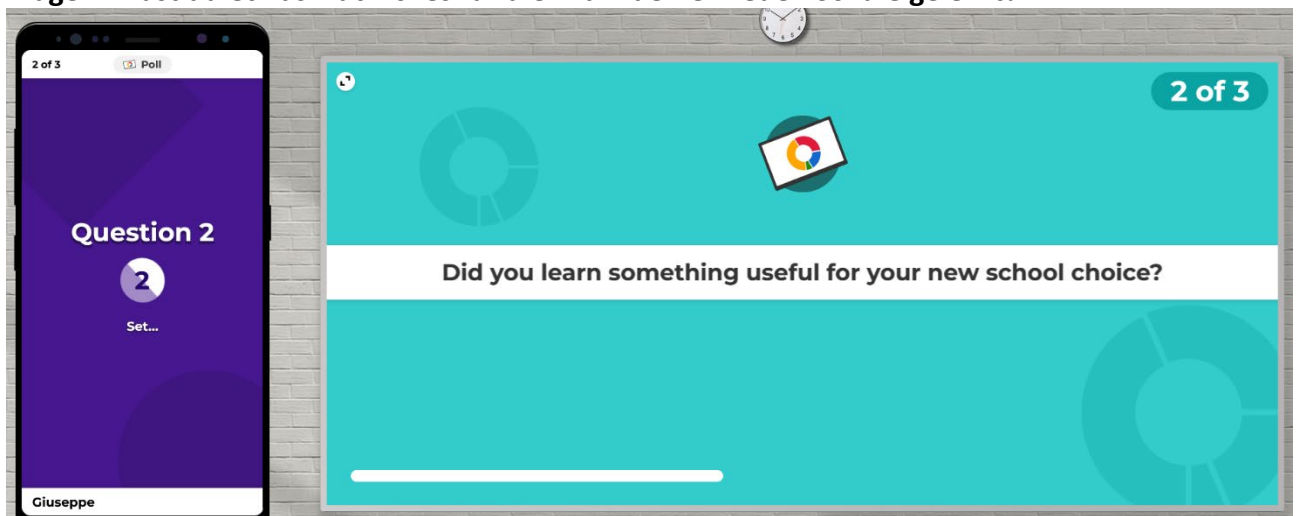 2 of 3
Poll
Question 2
2
Set...
Giuseppe
2 of 3
Did you learn something useful for your new school choice?